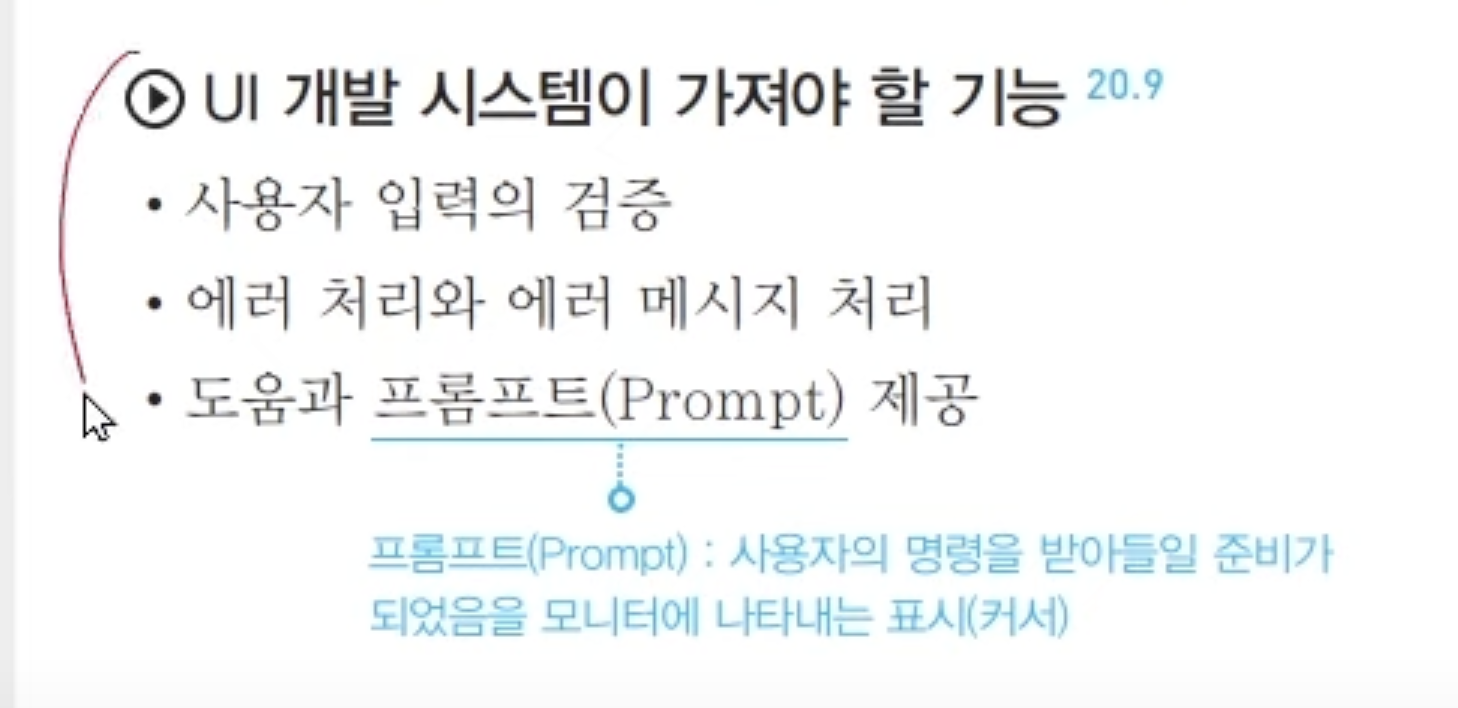 UI 개발 시스템이 가져야 할 기능 20.9
• 사용자 입력의 검증
• 에러 처리와 에러 메시지 처리
• 도움과 프롬프트(Prompt) 제공
프롬프트(Prompt) : 사용자의 명령을 받아들일 준비가
되었음을 모니터에 나타내는 표시(커서)